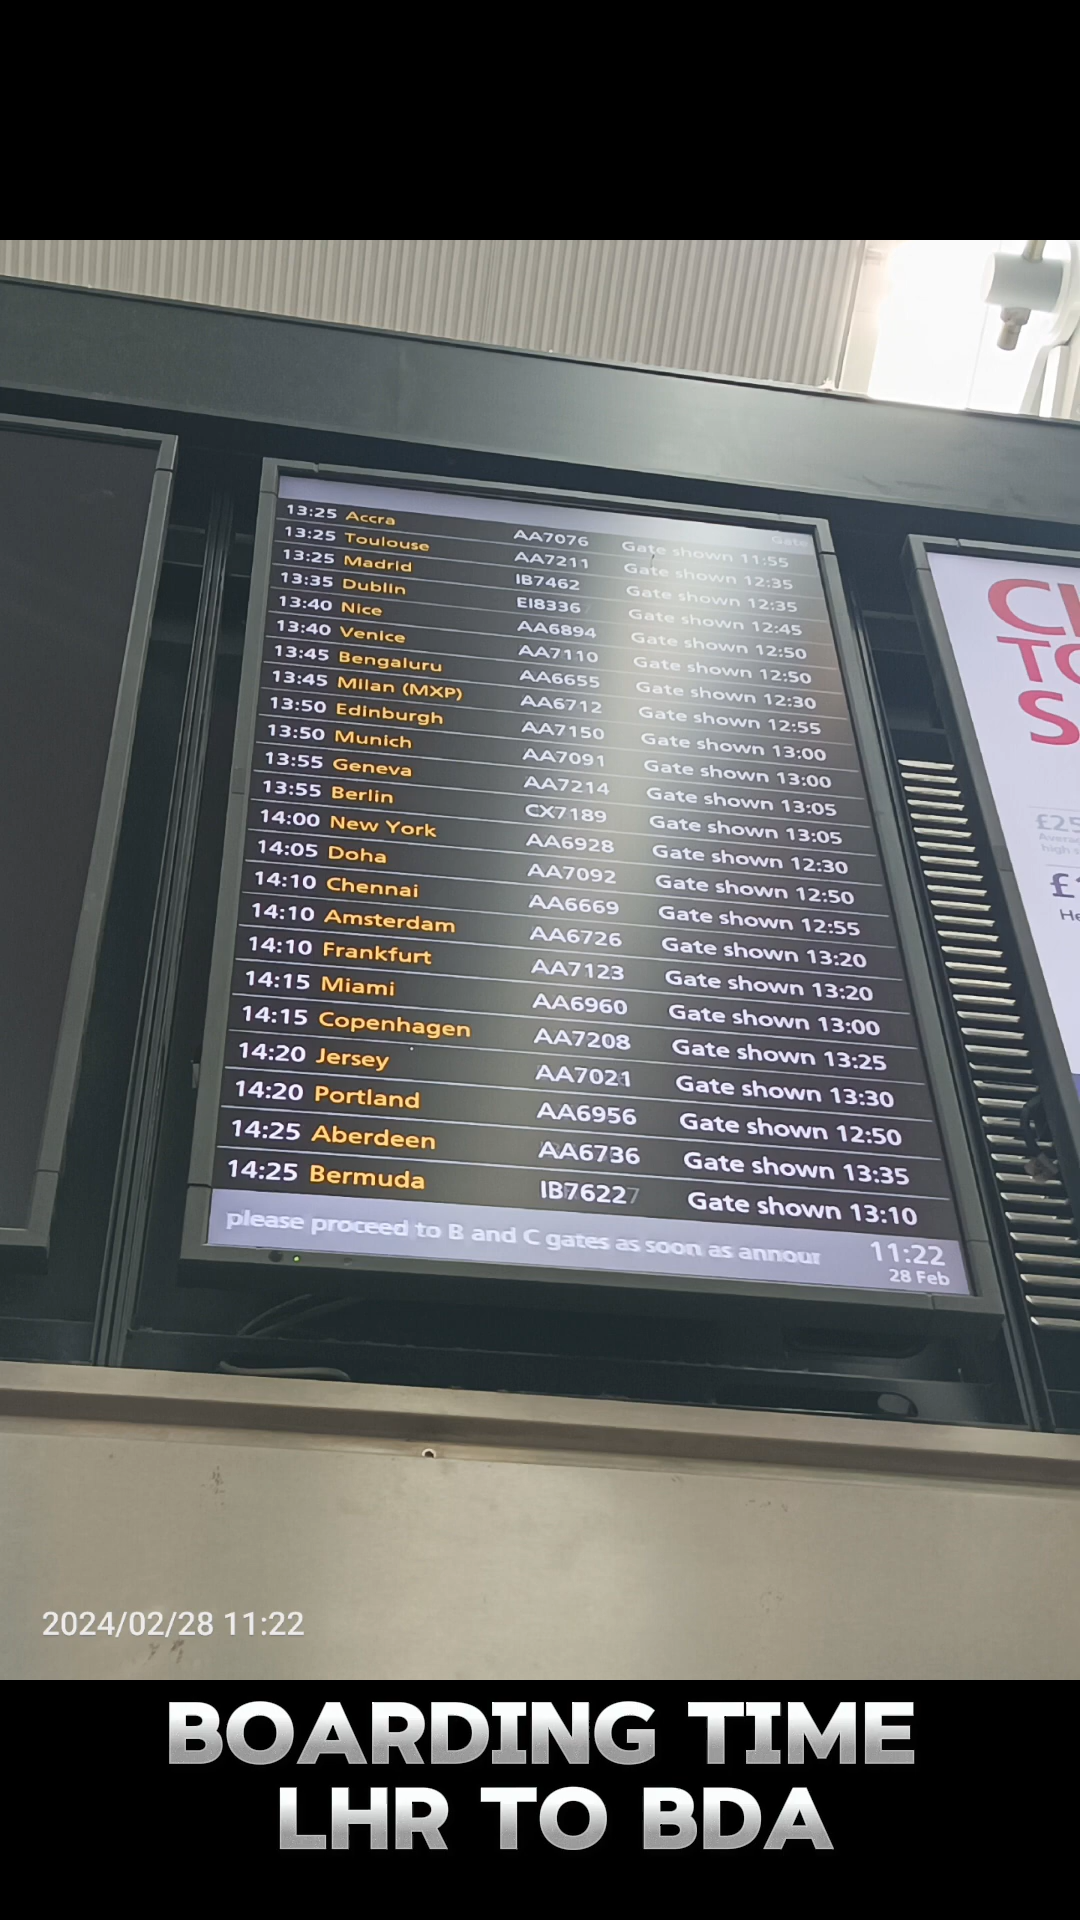 Gate
13:25 Accra AA7076 Gate shown 11:55
13:25 Toulouse AA7211 Gate shown 12:35
13:25 Madrid IB7462 Gate shown 12:35
13:35 Dublin EI8336 Gate shown 12:45
13:40 Nice AA6894 Gate shown 12:50
13:40 Venice AA7110 Gate shown 12:50
13:45 Bengaluru AA6655 Gate shown 12:30
13:45 Milan (MXP) AA6712 Gate shown 12:55
13:50 Edinburgh AA7150 Gate shown 13:00
13:50 Munich AA7091 Gate shown 13:00
13:55 Geneva AA7214 Gate shown 13:05
13:55 Berlin CX7189 Gate shown 13:05
14:00 New York AA6928 Gate shown 12:30
14:05 Doha AA7092 Gate shown 12:50
14:10 Chennai AA6669 Gate shown 12:55
14:10 Amsterdam AA6726 Gate shown 13:20
14:10 Frankfurt AA7123 Gate shown 13:20
14:15 Miami AA6960 Gate shown 13:00
14:15 Copenhagen AA7208 Gate shown 13:25
14:20 Jersey AA7021 Gate shown 13:30
14:20 Portland AA6956 Gate shown 12:50
14:25 Aberdeen AA6736 Gate shown 13:35
14:25 Bermuda IB7622 Gate shown 13:10
please proceed to B and C gates as soon as annour 11:22
28 Feb
TO
S
£25
2024/02/28 11:22
BOARDING TIME
LHR TO BDA